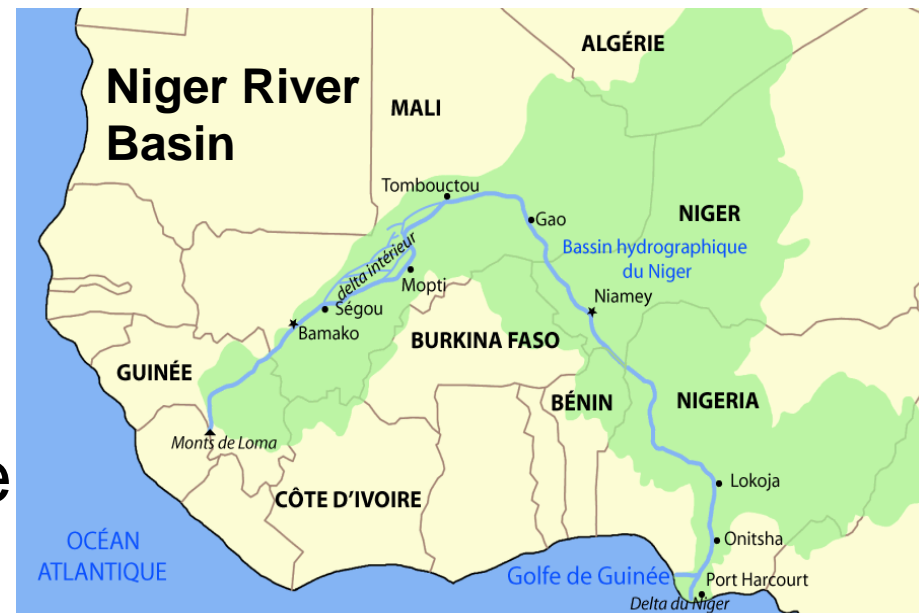 Niger River
Basin
ALGÉRIE
MALI
Tombouctou
Gao
NIGER
Bassin hydrographique
du Niger
delta intérieur
Mopti
Niamey
Ségou
Bamako
BURKINA FASO
GUINÉE
BÉNIN
NIGERIA
Monts de Loma
e
CÔTE D'IVOIRE
Lokoja
OCÉAN
ATLANTIQUE
Onitsha
Golfe de Guinée
Port Harcourt
Delta du Niger